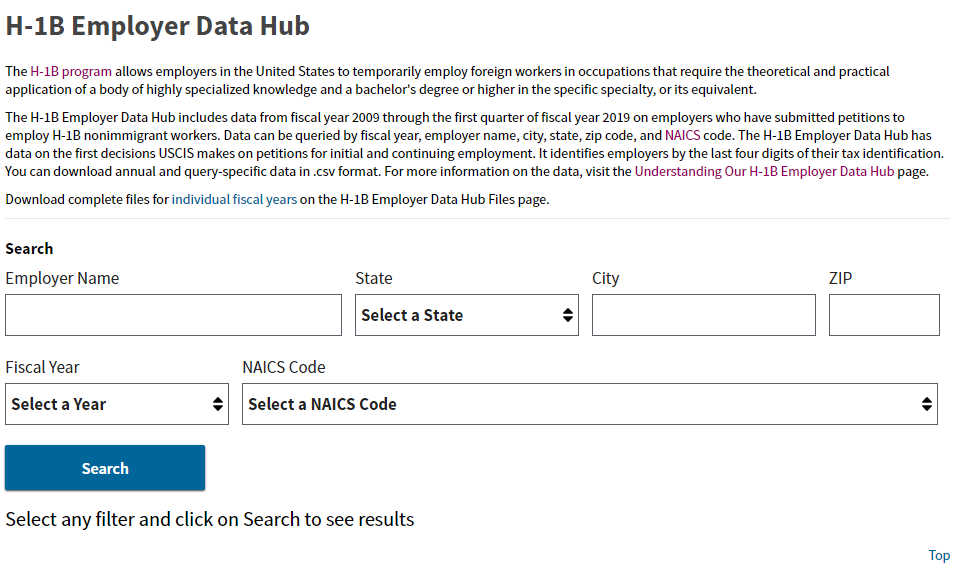 H-1B Employer Data Hub
The H-1B program allows employers in the United States to temporarily employ foreign workers in occupations that require the theoretical and practical
application of a body of highly specialized knowledge and a bachelor's degree or higher in the specific specialty, or its equivalent.
The H-1B Employer Data Hub includes data from fiscal year 2009 through the first quarter of fiscal year 2019 on employers who have submitted petitions to
employ H-1B nonimmigrant workers. Data can be queried by fiscal year, employer name, city, state, zip code, and NAICS code. The H-1B Employer Data Hub has
data on the first decisions USCIS makes on petitions for initial and continuing employment. It identifies employers by the last four digits of their tax identification.
You can download annual and query-specific data in .csv format. For more information on the data, visit the Understanding Our H-1B Employer Data Hub page.
Download complete files for individual fiscal years on the H-1B Employer Data Hub Files page.
Search
Employer Name State City ZIP
Select a State
Fiscal Year NAICS Code
Select a Year Select a NAICS Code
Search
Select any filter and click on Search to see results
Top